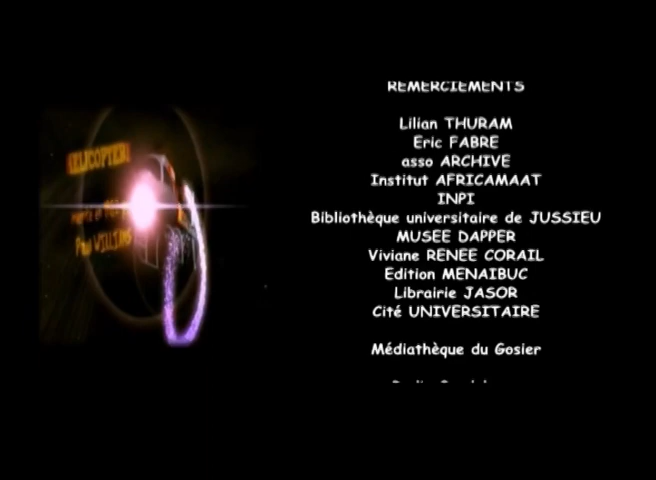 REMERCIEMENTS
Lilian THURAM
Eric FABRE
asso ARCHIVE
Institut AFRICAMAAT
INPI
Bibliothèque universitaire de JUSSIEU
MUSEE DAPPER
Viviane RENEE CORAIL
Edition MENAIBUC
Librairie JASOR
Cité UNIVERSITAIRE
Médiathèque du Gosier